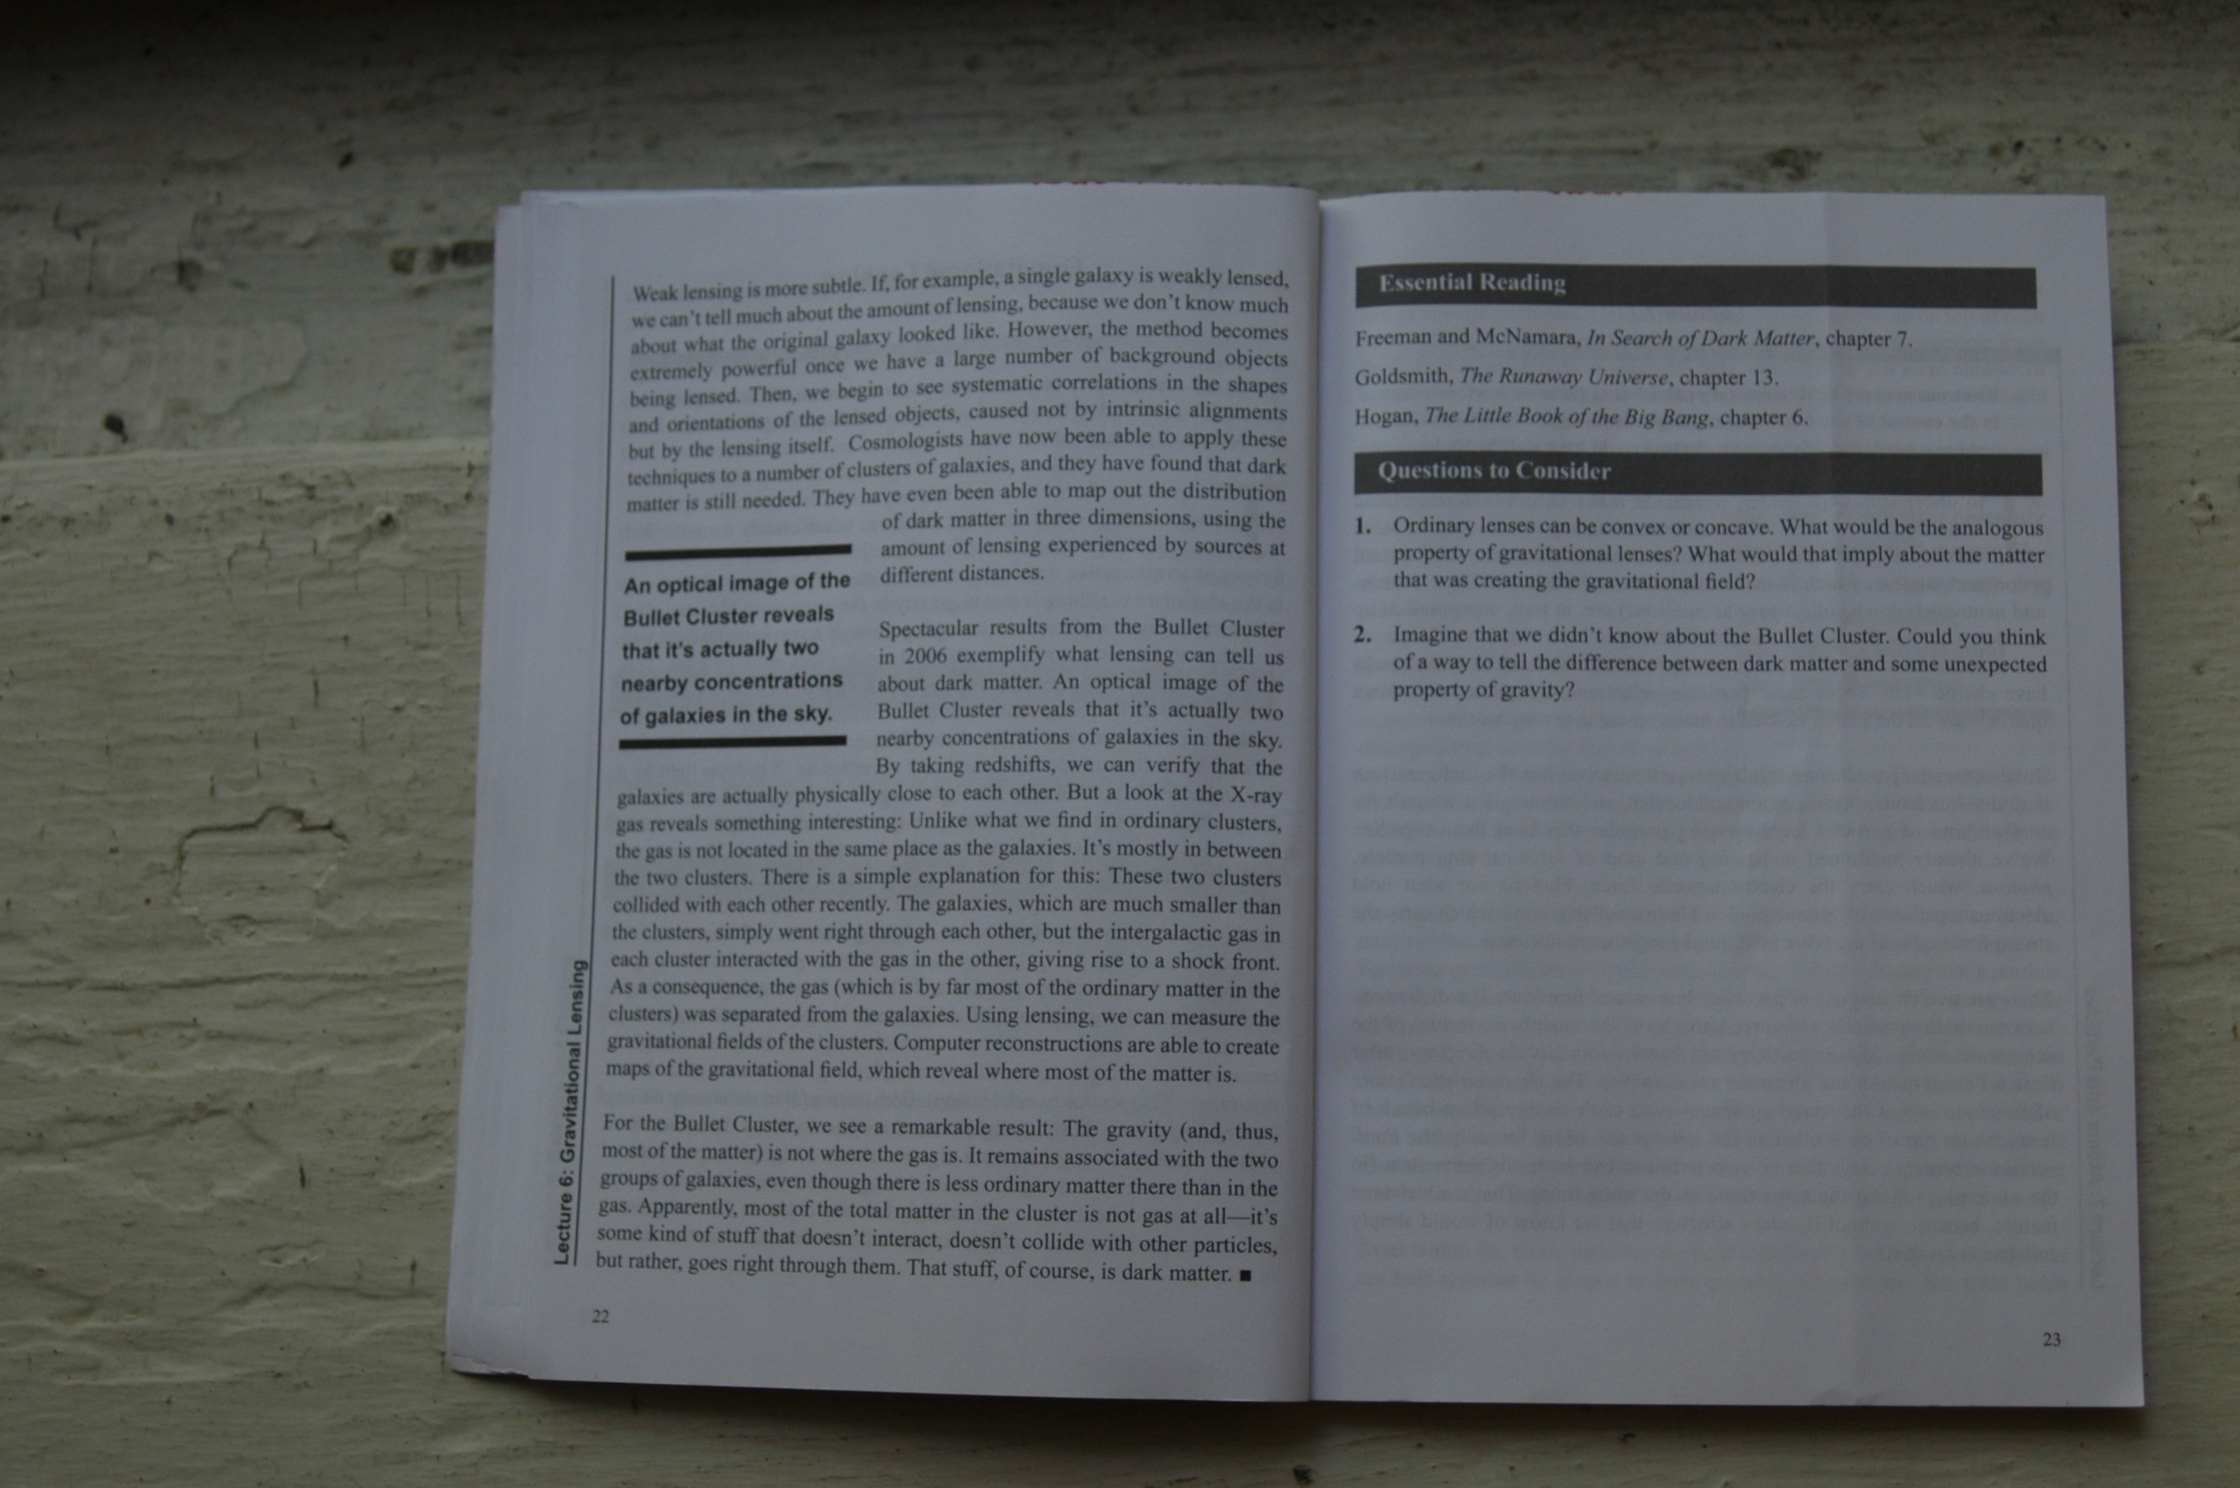 Weak lensing is more subtle. If, for example, a single galaxy is weakly lensed,
we can't tell much about the amount of lensing, because we don't know much
about what the original galaxy looked like. However, the method becomes
extremely powerful once we have a large number of background objects
being lensed. Then, we begin to see systematic correlations in the shapes
and orientations of the lensed objects, caused not by intrinsic alignments
but by the lensing itself. Cosmologists have now been able to apply these
techniques to a number of clusters of galaxies, and they have found that dark
matter is still needed. They have even been able to map out the distribution
of dark matter in three dimensions, using the
amount of lensing experienced by sources at
different distances.
An optical image of the
Bullet Cluster reveals
that it's actually two
nearby concentrations
of galaxies in the sky.
Spectacular results from the Bullet Cluster
in 2006 exemplify what lensing can tell us
about dark matter. An optical image of the
Bullet Cluster reveals that it's actually two
nearby concentrations of galaxies in the sky.
By taking redshifts, we can verify that the
galaxies are actually physically close to each other. But a look at the X-ray
gas reveals something interesting: Unlike what we find in ordinary clusters,
the gas is not located in the same place as the galaxies. It's mostly in between
the two clusters. There is a simple explanation for this: These two clusters
collided with each other recently. The galaxies, which are much smaller than
the clusters, simply went right through each other, but the intergalactic gas in
each cluster interacted with the gas in the other, giving rise to a shock front.
As a consequence, the gas (which is by far most of the ordinary matter in the
clusters) was separated from the galaxies. Using lensing, we can measure the
gravitational fields of the clusters. Computer reconstructions are able to create
maps of the gravitational field, which reveal where most of the matter is.
For the Bullet Cluster, we see a remarkable result: The gravity (and, thus,
most of the matter) is not where the gas is. It remains associated with the two
groups of galaxies, even though there is less ordinary matter there than in the
gas. Apparently, most of the total matter in the cluster is not gas at all—it's
some kind of stuff that doesn't interact, doesn't collide with other particles,
but rather, goes right through them. That stuff, of course, is dark matter. ■
Lecture 6: Gravitational Lensing
22
Essential Reading
Freeman and McNamara, In Search of Dark Matter, chapter 7.
Goldsmith, The Runaway Universe, chapter 13.
Hogan, The Little Book of the Big Bang, chapter 6.
Questions to Consider
1. Ordinary lenses can be convex or concave. What would be the analogous
property of gravitational lenses? What would that imply about the matter
that was creating the gravitational field?
2. Imagine that we didn't know about the Bullet Cluster. Could you think
of a way to tell the difference between dark matter and some unexpected
property of gravity?
23